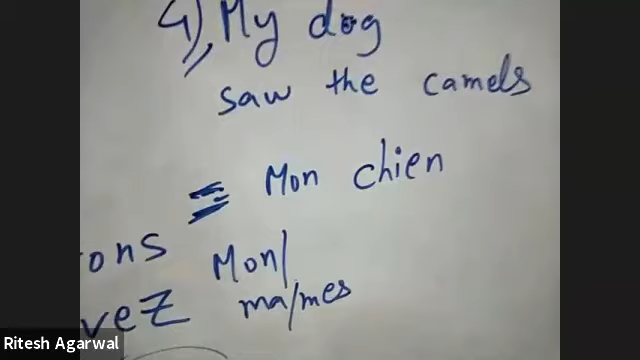 4) My dog
saw the camels
= Mon chien
ons
Mon/
vez
ma/mes
Ritesh Agarwal